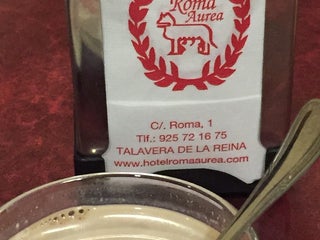 Roma
Aurea
C/. Roma, 1
Tlf.: 925 72 16 75
TALAVERA DE LA REINA
www.hotelromaaurea.com